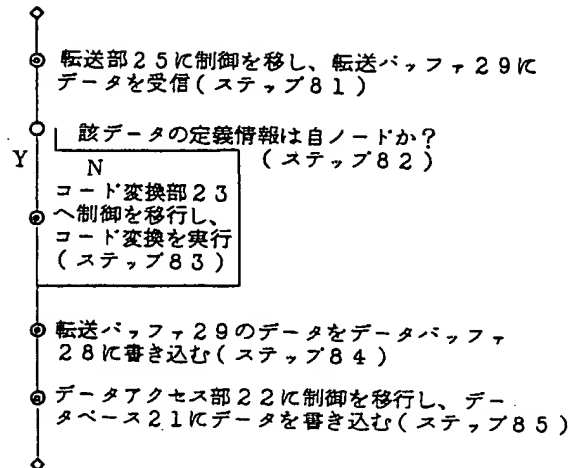 転送部25に制御を移し、転送バッファ29に
データを受信(ステップ81)
該データの定義情報は自ノードか?
(ステップ82)
Y
N
コード変換部23
へ制御を移行し、
コード変換を実行
(ステップ83)
転送バッファ29のデータをデータバッファ
28に書き込む(ステップ84)
データアクセス部22に制御を移行し、デー
タベース21にデータを書き込む(ステップ85)